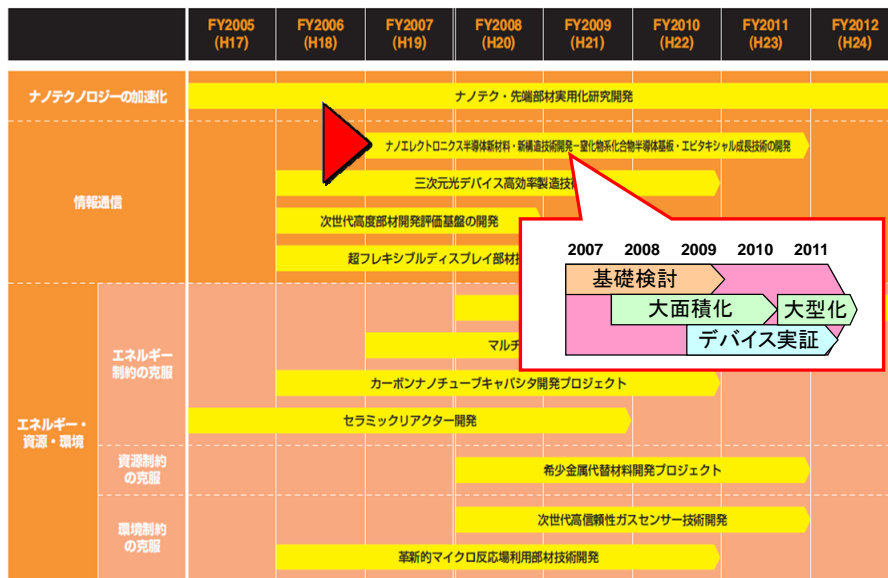 FY2005 FY2006 FY2007 FY2008 FY2009 FY2010 FY2011 FY2012
(H17) (H18) (H19) (H20) (H21) (H22) (H23) (H24)
ナノテクノロジーの加速化
ナノテク・先端部材実用化研究開発
情報通信
ナノエレクトロニクス半導体新材料・新構造技術開発−窒化物系化合物半導体基板・エピタキシャル成長技術の開発
三次元光デバイス高効率製造技
次世代高度部材開発評価基盤の開発
超フレキシブルディスプレイ部材技
2007 2008 2009 2010 2011
基礎検討
大面積化
大型化
デバイス実証
エネルギー・
資源・環境
エネルギー
制約の克服
マルチ
カーボンナノチューブキャパシタ開発プロジェクト
セラミックリアクター開発
資源制約
の克服
希少金属代替材料開発プロジェクト
環境制約
の克服
次世代高信頼性ガスセンサー技術開発
革新的マイクロ反応場利用部材技術開発